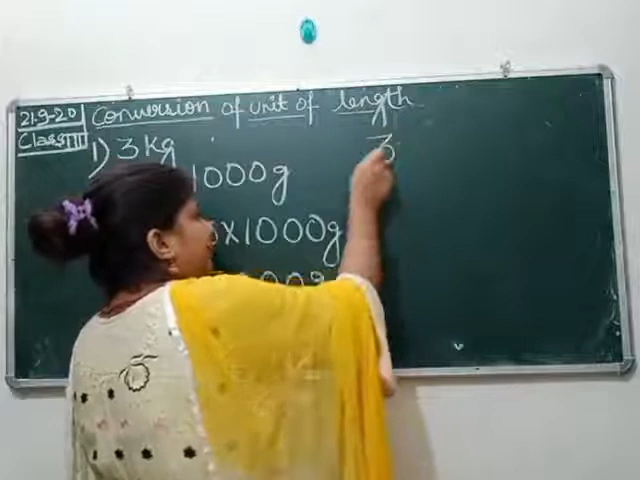 21.9-20
Class III
Conversion of unit of length
1) 3 kg
1000g
x1000g
3